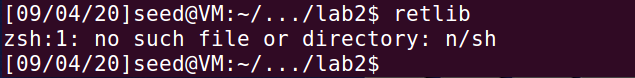 [09/04/20]seed@VM:~/.../lab2$ retlib
zsh:1: no such file or directory: n/sh
[09/04/20]seed@VM:~/.../lab2$